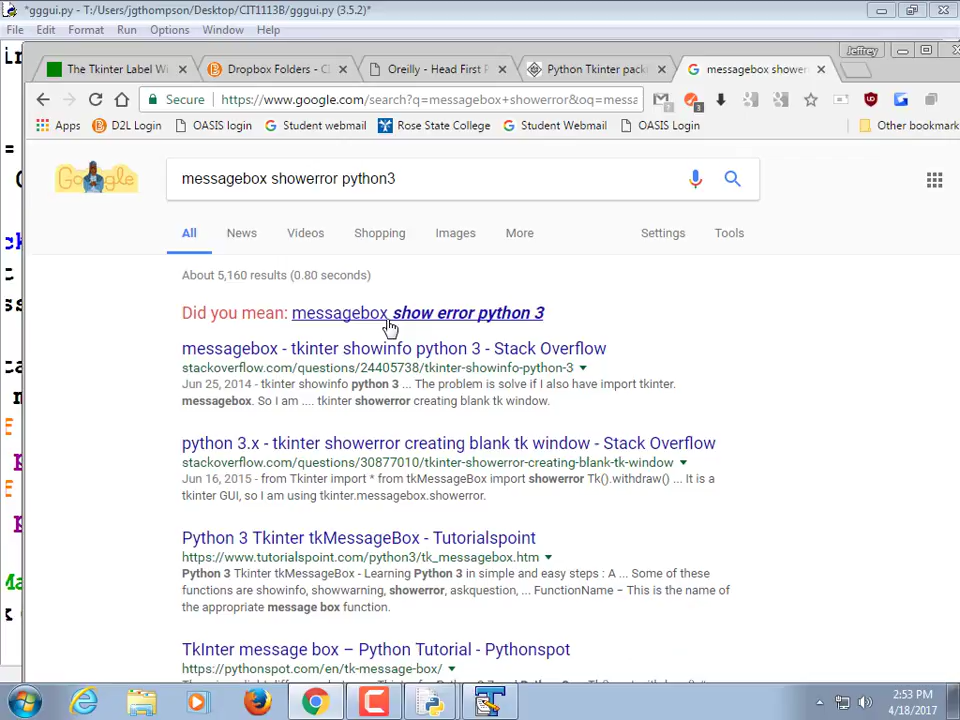 *gggui.py - T:/Users/jgthompson/Desktop/CIT1113B/gggui.py (3.5.2)*
File Edit Format Run Options Window Help
Jeffrey
The Tkinter Label Wi
Dropbox Folders - Cl
Oreilly - Head First P
Python Tkinter pack
messagebox shower
Secure https://www.google.com/search?q=messagebox+showerror&oq=messa
Apps D2L Login OASIS login Student webmail Rose State College Student Webmail OASIS Login Other bookmark
Google
messagebox showerror python3
All News Videos Shopping Images More Settings Tools
About 5,160 results (0.80 seconds)
Did you mean: messagebox show error python 3
messagebox - tkinter showinfo python 3 - Stack Overflow
stackoverflow.com/questions/24405738/tkinter-showinfo-python-3
Jun 25, 2014 - tkinter showinfo python 3 ... The problem is solve if I also have import tkinter.
messagebox. So I am .... tkinter showerror creating blank tk window.
python 3.x - tkinter showerror creating blank tk window - Stack Overflow
stackoverflow.com/questions/30877010/tkinter-showerror-creating-blank-tk-window
Jun 16, 2015 - from Tkinter import * from tkMessageBox import showerror Tk().withdraw() ... It is a
tkinter GUI, so I am using tkinter.messagebox.showerror.
Python 3 Tkinter tkMessageBox - Tutorialspoint
https://www.tutorialspoint.com/python3/tk_messagebox.htm
Python 3 Tkinter tkMessageBox - Learning Python 3 in simple and easy steps : A ... Some of these
functions are showinfo, showwarning, showerror, askquestion, ... FunctionName − This is the name of
the appropriate message box function.
TkInter message box – Python Tutorial - Pythonspot
https://pythonspot.com/en/tk-message-box/
2:53 PM
4/18/2017